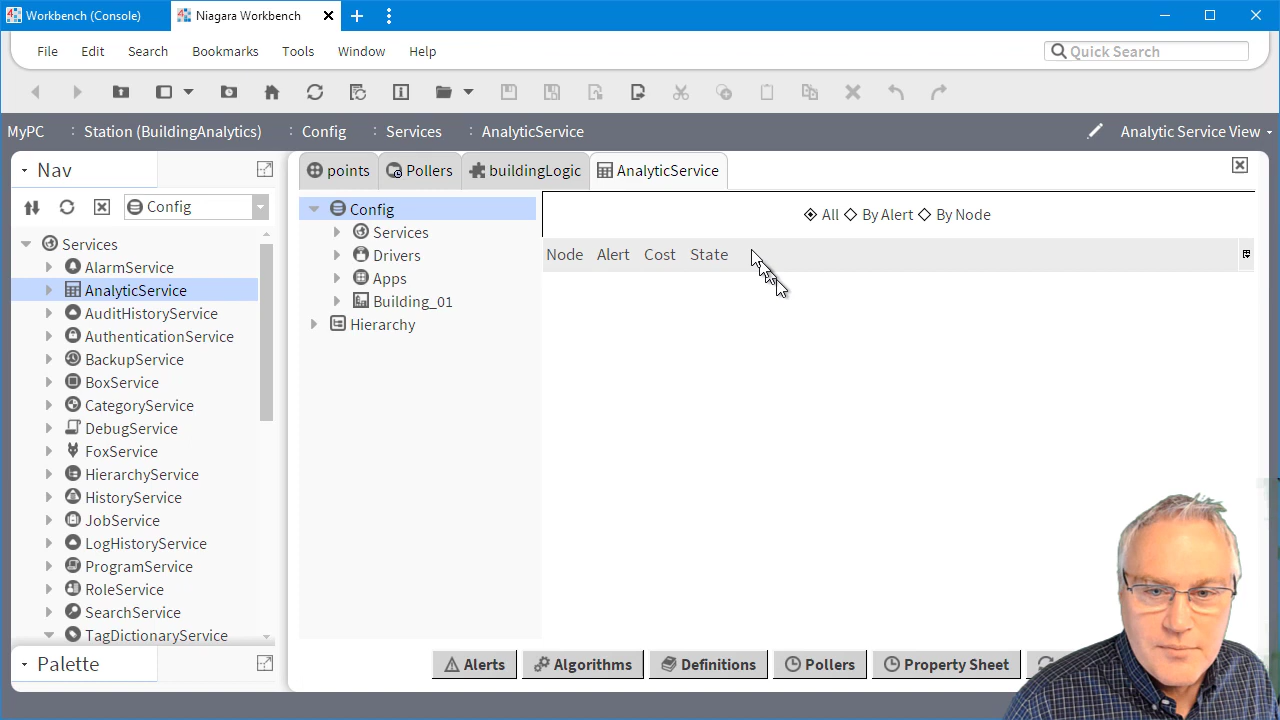 Workbench (Console)
Niagara Workbench
File Edit Search Bookmarks Tools Window Help
Quick Search
MyPC : Station (BuildingAnalytics) : Config : Services : AnalyticService
Analytic Service View
Nav
Config
Services
AlarmService
AnalyticService
AuditHistoryService
AuthenticationService
BackupService
BoxService
CategoryService
DebugService
FoxService
HierarchyService
HistoryService
JobService
LogHistoryService
ProgramService
RoleService
SearchService
TagDictionaryService
Palette
points Pollers buildingLogic AnalyticService
Config
Services
Drivers
Apps
Building_01
Hierarchy
All By Alert By Node
Node Alert Cost State
Alerts Algorithms Definitions Pollers Property Sheet